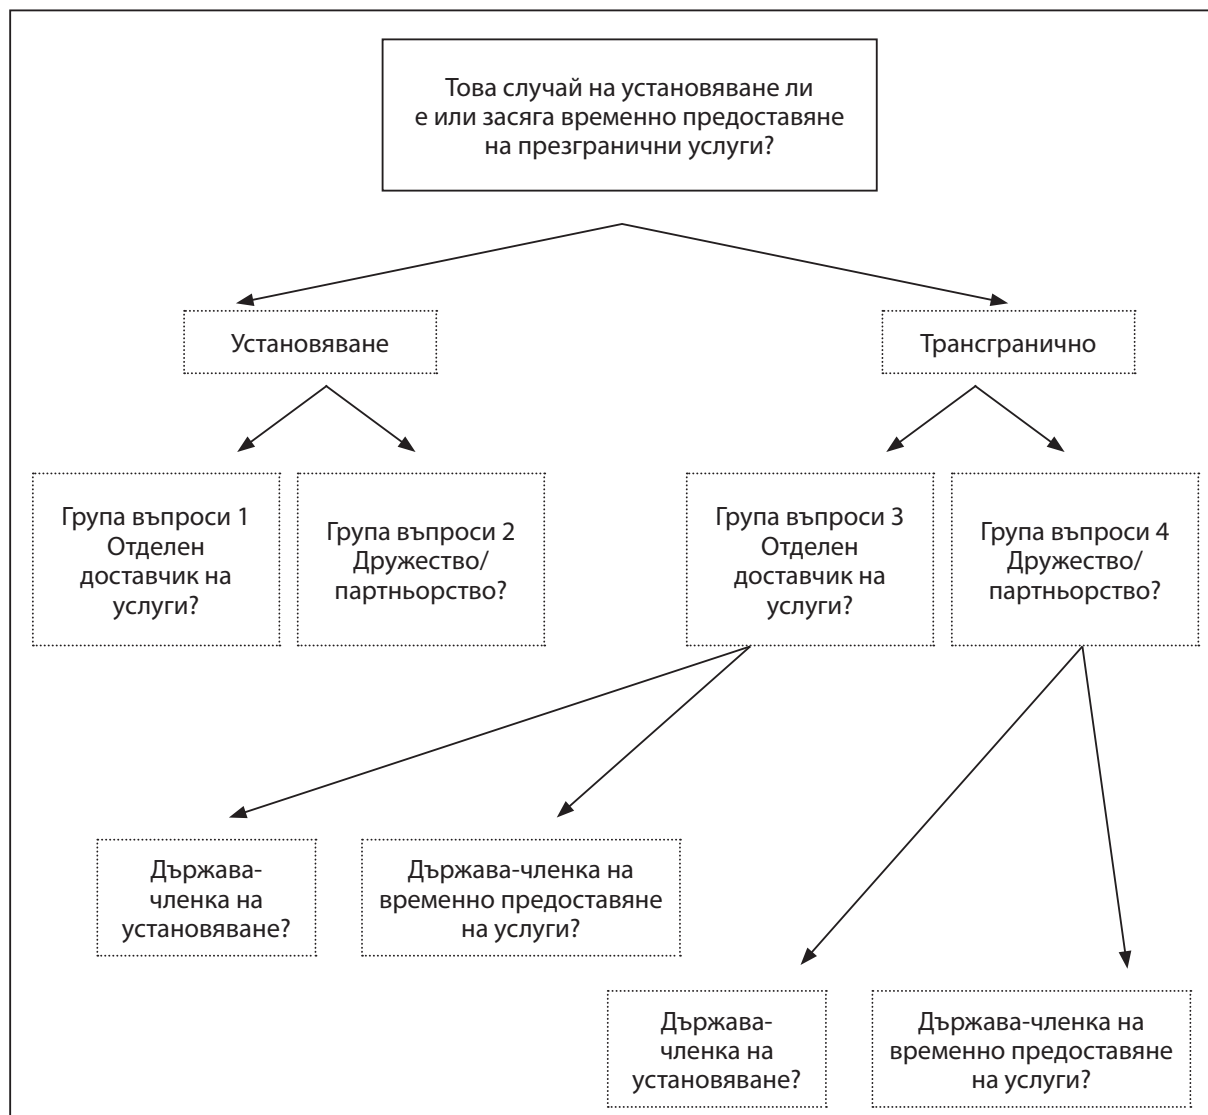 Това случай на установяване ли
е или засяга временно предоставяне
на презгранични услуги?
Установяване
Трансгранично
Група въпроси 1
Отделен
доставчик на
услуги?
Група въпроси 2
Дружество/
партньорство?
Група въпроси 3
Отделен
доставчик на
услуги?
Група въпроси 4
Дружество/
партньорство?
Държава-
членка на
установяване?
Държава-членка на
временно предоставяне
на услуги?
Държава-
членка на
установяване?
Държава-членка на
временно предоставяне
на услуги?